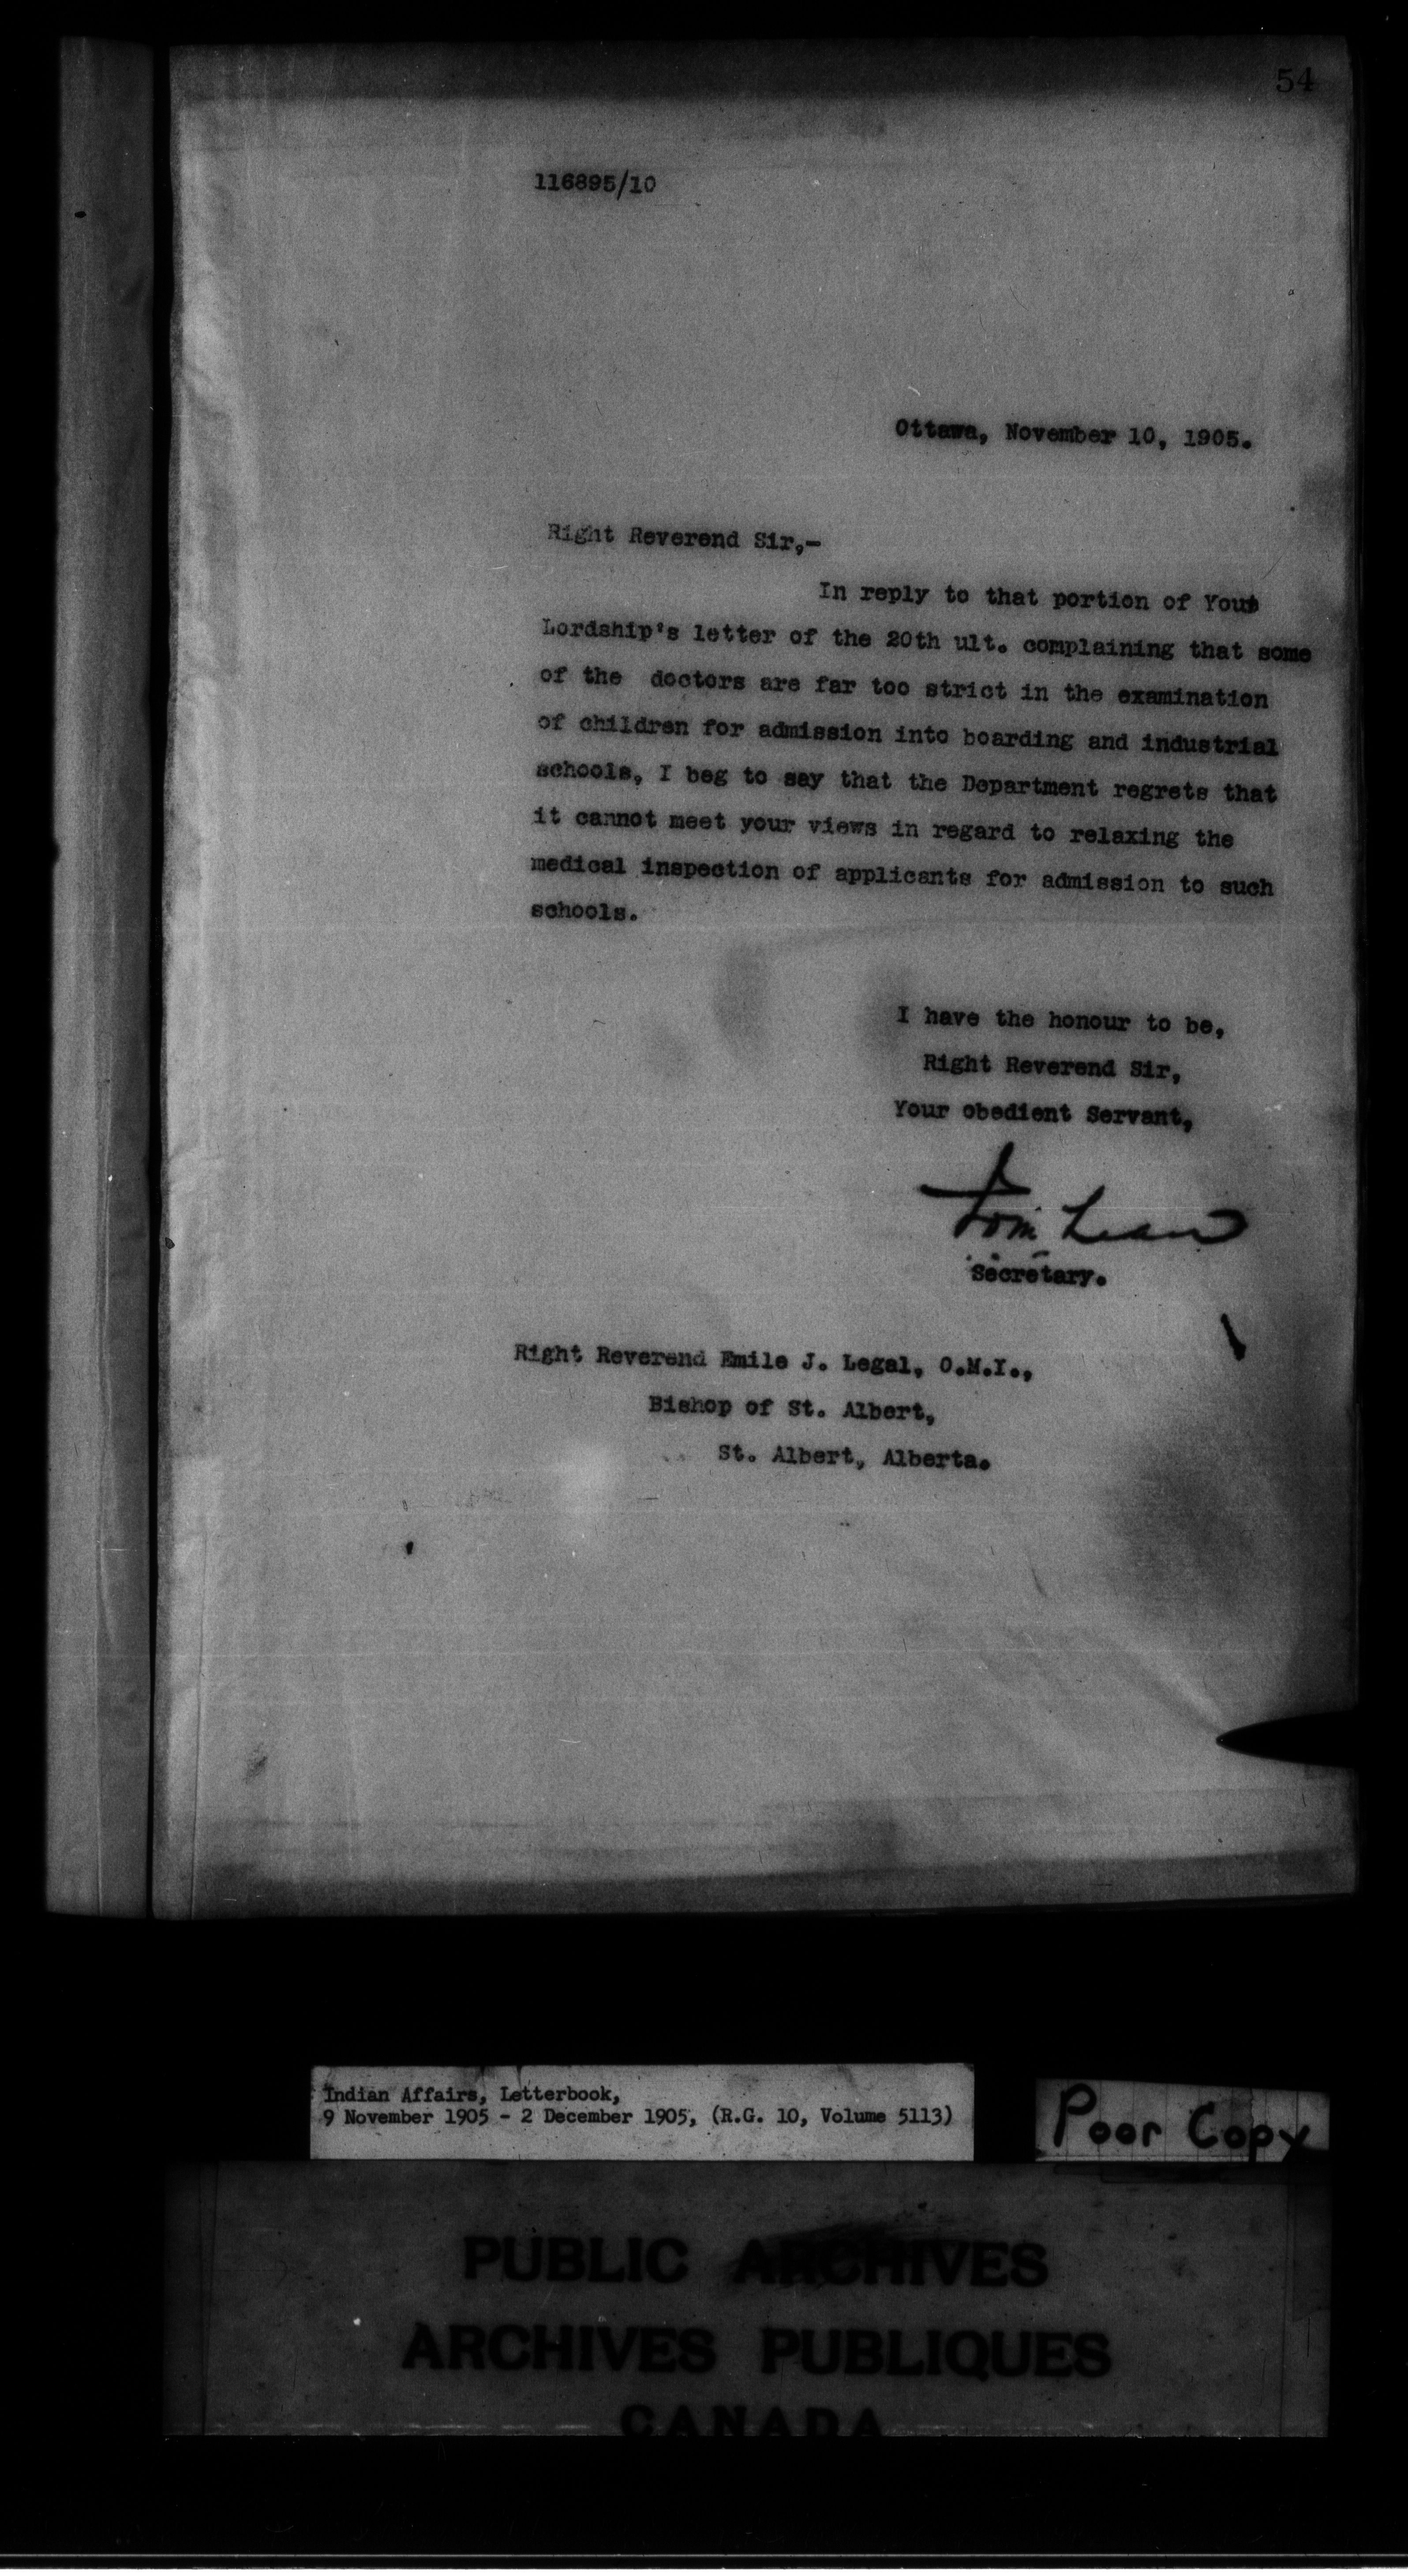 54
116895/10
Ottawa, November 10, 1905.
Right Reverend Sir,-
In reply to that portion of Your
Lordship's letter of the 20th ult. complaining that some
of the doctors are far too strict in the examination
of children for admission into boarding and industrial
schools, I beg to say that the Department regrets that
it cannot meet your views in regard to relaxing the
medical inspection of applicants for admission to such
schools.
I have the honour to be,
Right Reverend Sir,
Your obedient Servant,
Secretary.
Right Reverend Emile J. Legal, O.M.I.,
Bishop of St. Albert,
St. Albert, Alberta.
Indian Affairs, Letterbook,
9 November 1905 - 2 December 1905, (R.G. 10, Volume 5113)
Poor Copy
PUBLIC ARCHIVES
ARCHIVES PUBLIQUES
CANADA